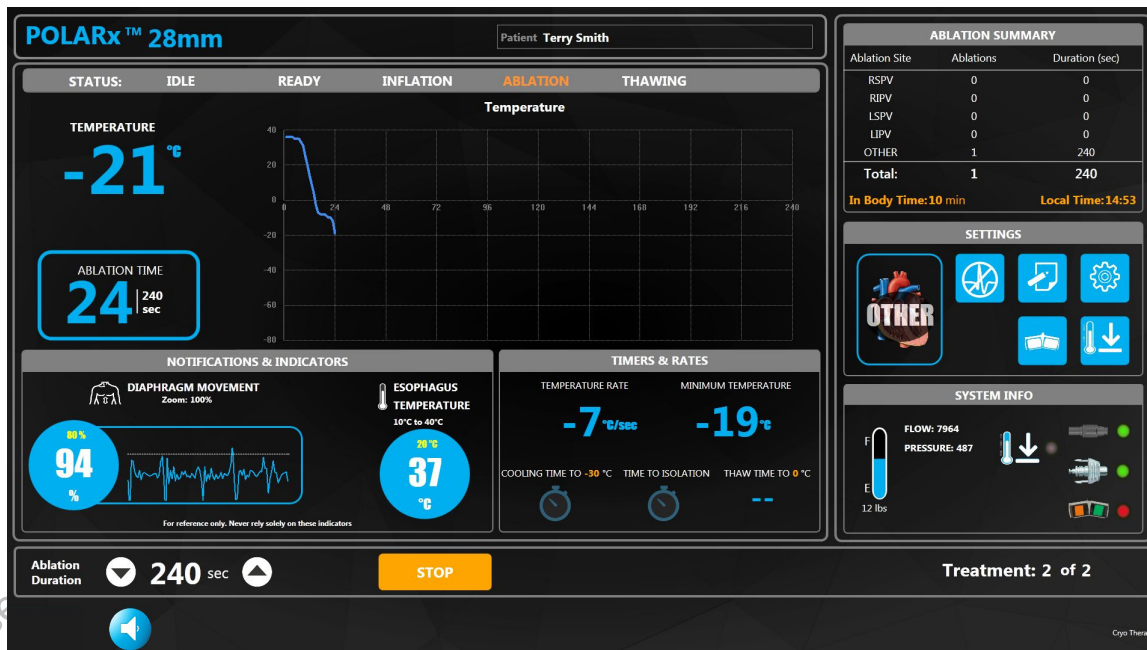 POLARx™ 28mm
Patient Terry Smith
STATUS: IDLE READY INFLATION ABLATION THAWING
Temperature
TEMPERATURE
-21 °C
40
20
0
0 24 48 72 96 120 144 168 192 216 240
-20
-40
-60
-80
ABLATION TIME
24 240 sec
NOTIFICATIONS & INDICATORS
DIAPHRAGM MOVEMENT
Zoom: 100%
80 %
94
%
For reference only. Never rely solely on these indicators
ESOPHAGUS
TEMPERATURE
10°C to 40°C
20 °C
37
°C
TIMERS & RATES
TEMPERATURE RATE MINIMUM TEMPERATURE
-7 °C/sec -19 °C
COOLING TIME TO -30 °C TIME TO ISOLATION THAW TIME TO 0 °C
--
ABLATION SUMMARY
Ablation Site Ablations Duration (sec)
RSPV 0 0
RIPV 0 0
LSPV 0 0
LIPV 0 0
OTHER 1 240
Total: 1 240
In Body Time:10 min Local Time:14:53
SETTINGS
OTHER
SYSTEM INFO
F
E
12 lbs
FLOW: 7964
PRESSURE: 487
Ablation
Duration
240 sec
STOP
Treatment: 2 of 2